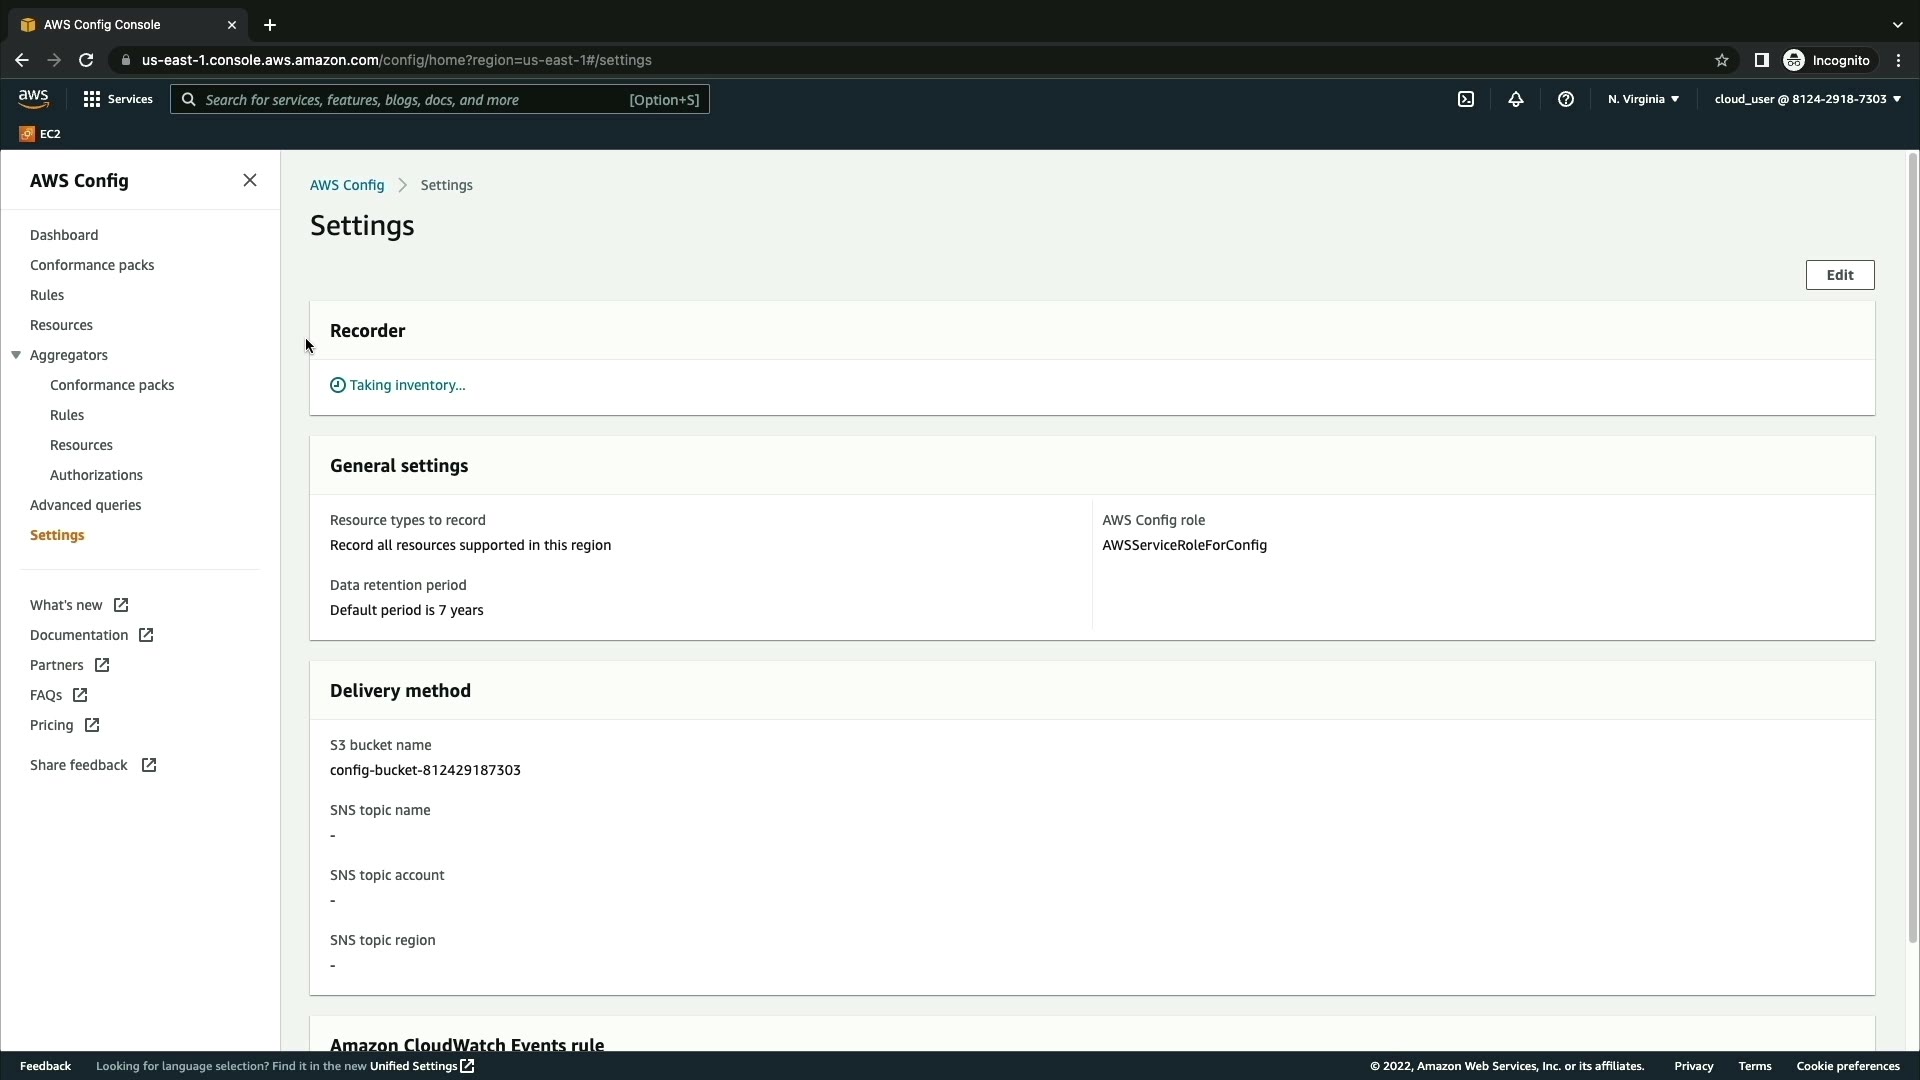 AWS Config Console
us-east-1.console.aws.amazon.com/config/home?region=us-east-1#/settings
Incognito
aws
Services
Search for services, features, blogs, docs, and more
[Option+S]
N. Virginia
cloud_user @ 8124-2918-7303
EC2
AWS Config
Dashboard
Conformance packs
Rules
Resources
Aggregators
Conformance packs
Rules
Resources
Authorizations
Advanced queries
Settings
What's new
Documentation
Partners
FAQs
Pricing
Share feedback
AWS Config
Settings
Settings
Edit
Recorder
Taking inventory...
General settings
Resource types to record
Record all resources supported in this region
Data retention period
Default period is 7 years
AWS Config role
AWSServiceRoleForConfig
Delivery method
S3 bucket name
config-bucket-812429187303
SNS topic name
-
SNS topic account
-
SNS topic region
-
Amazon CloudWatch Events rule
Feedback
Looking for language selection? Find it in the new Unified Settings
© 2022, Amazon Web Services, Inc. or its affiliates.
Privacy
Terms
Cookie preferences